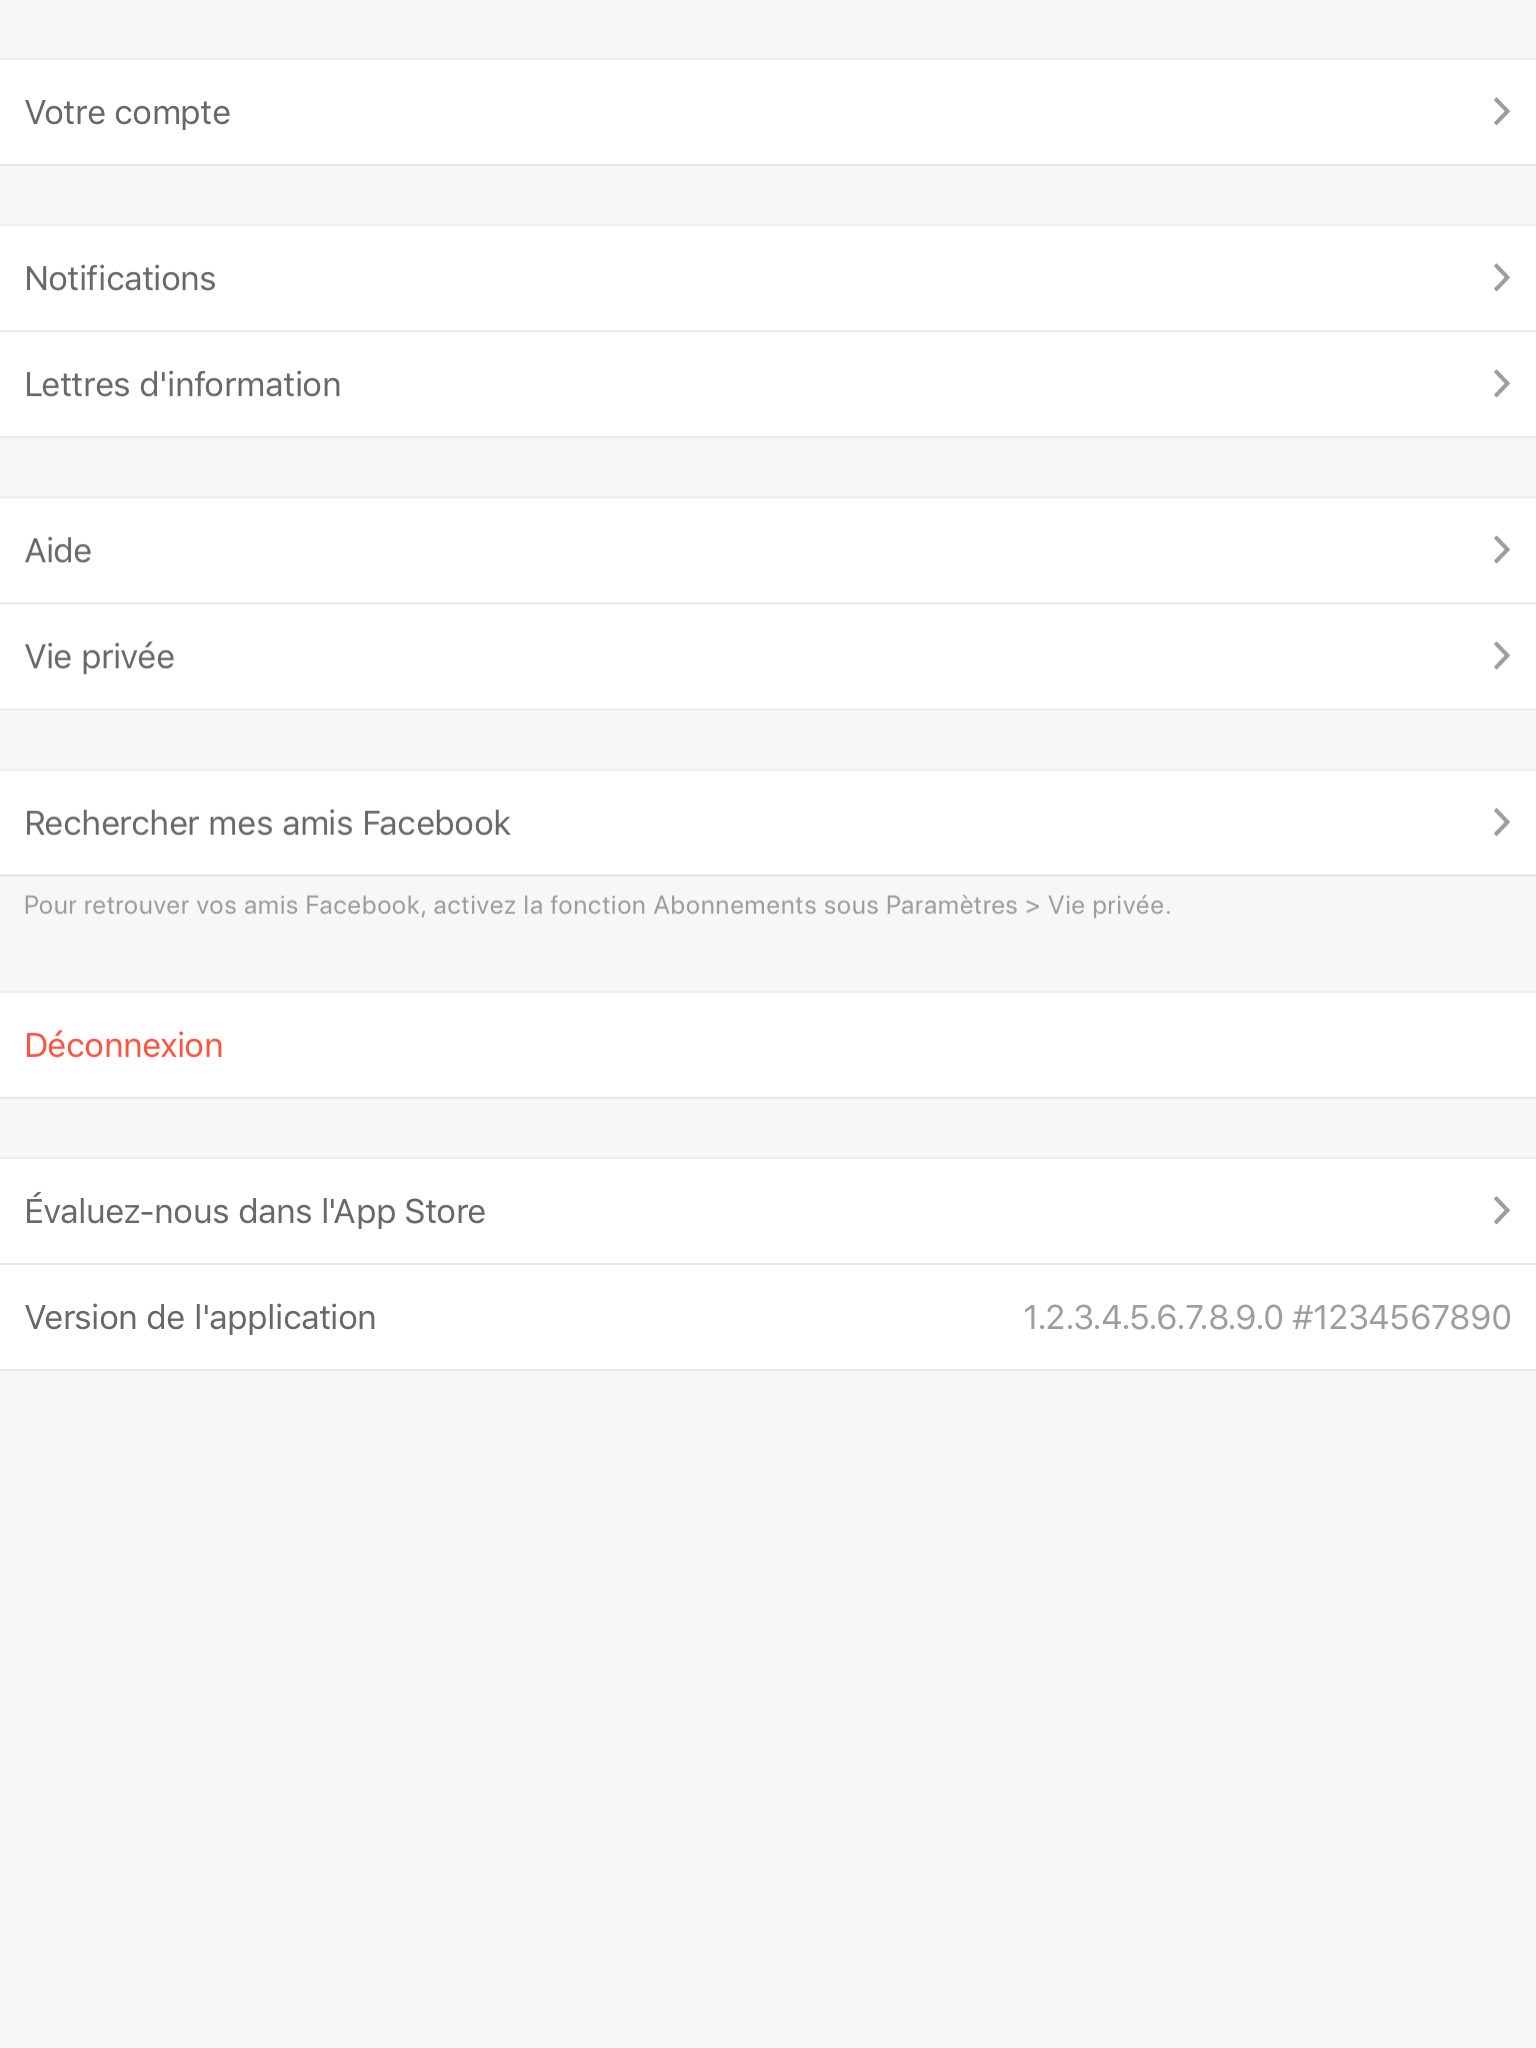 Votre compte
Notifications
Lettres d'information
Aide
Vie privée
Rechercher mes amis Facebook
Pour retrouver vos amis Facebook, activez la fonction Abonnements sous Paramètres > Vie privée.
Déconnexion
Évaluez-nous dans l'App Store
Version de l'application 1.2.3.4.5.6.7.8.9.0 #1234567890